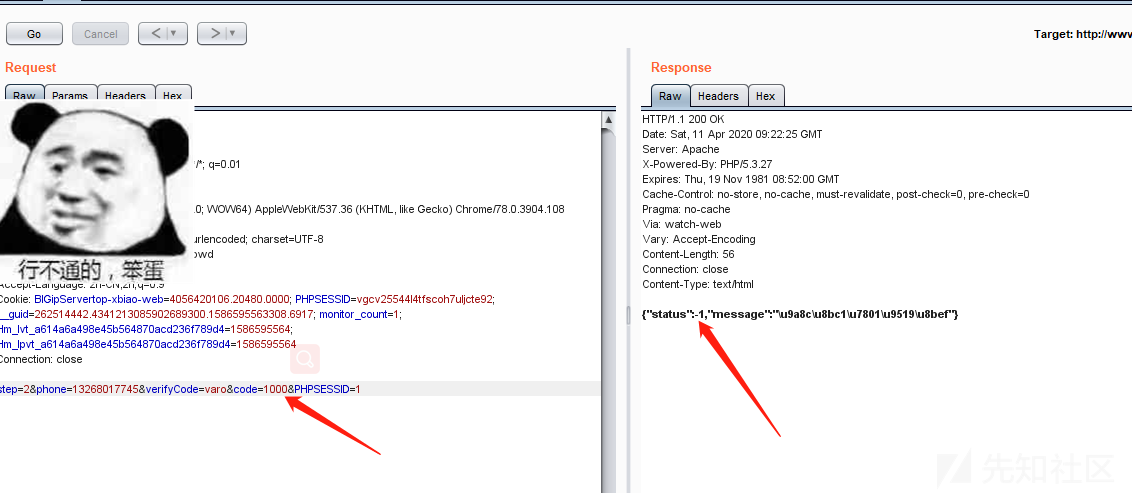 Go
Cancel
<
>
Target: http://www
Request
Response
Raw Params Headers Hex
Raw Headers Hex
/*; q=0.01
.0; WOW64) AppleWebKit/537.36 (KHTML, like Gecko) Chrome/78.0.3904.108
urlencoded; charset=UTF-8
owd
行不通的，笨蛋
Accept-Language: zh-CN,zh;q=0.9
Cookie: BIGipServertop-xbiao-web=4056420106.20480.0000; PHPSESSID=vgcv25544l4tfscoh7uljcte92;
__guid=262514442.4341213085902689300.1586595563308.6917; monitor_count=1;
Hm_lvt_a614a6a498e45b564870acd236f789d4=1586595564;
Hm_lpvt_a614a6a498e45b564870acd236f789d4=1586595564
Connection: close
step=2&phone=13268017745&verifyCode=varo&code=1000&PHPSESSID=1
HTTP/1.1 200 OK
Date: Sat, 11 Apr 2020 09:22:25 GMT
Server: Apache
X-Powered-By: PHP/5.3.27
Expires: Thu, 19 Nov 1981 08:52:00 GMT
Cache-Control: no-store, no-cache, must-revalidate, post-check=0, pre-check=0
Pragma: no-cache
Via: watch-web
Vary: Accept-Encoding
Content-Length: 56
Connection: close
Content-Type: text/html
{"status":-1,"message":"\u9a8c\u8bc1\u7801\u9519\u8bef"}
先知社区